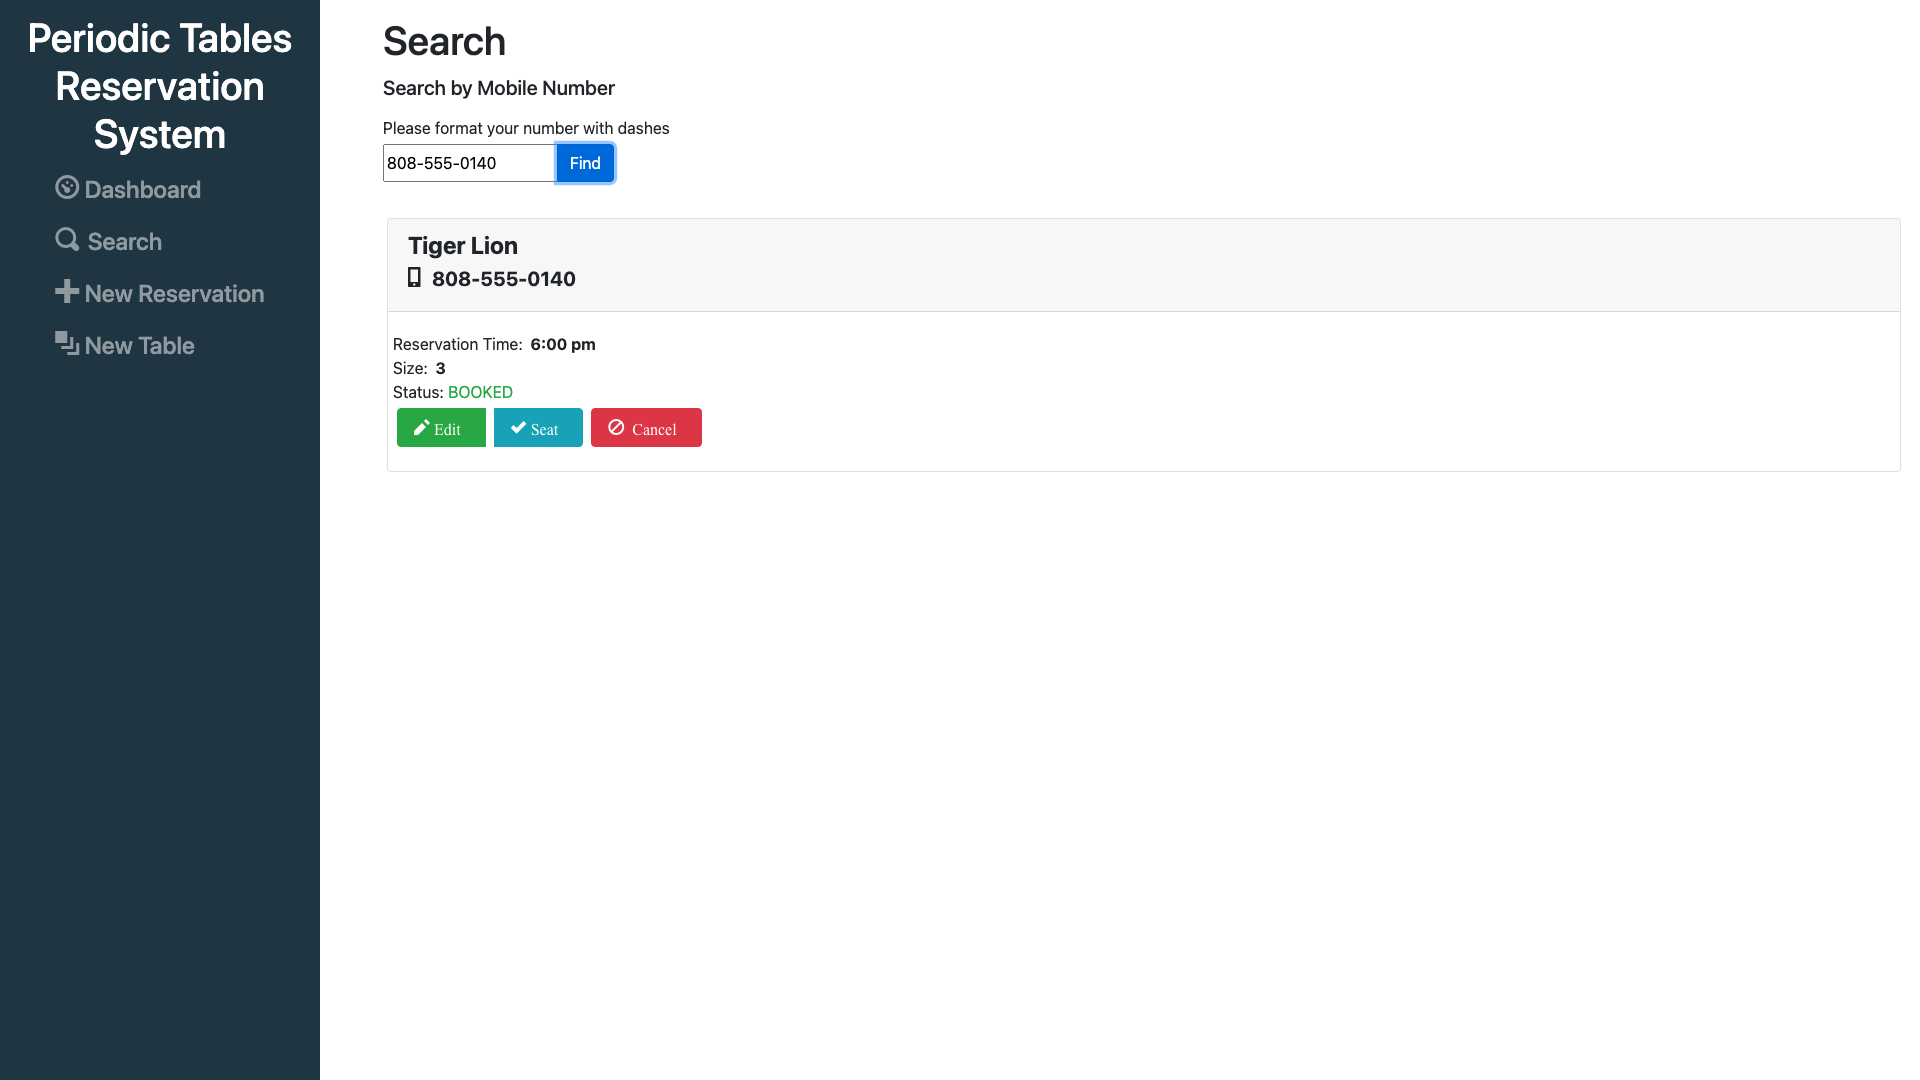 Periodic Tables
Reservation
System
Dashboard
Search
New Reservation
New Table
Search
Search by Mobile Number
Please format your number with dashes
808-555-0140 Find
Tiger Lion
808-555-0140
Reservation Time: 6:00 pm
Size: 3
Status: BOOKED
Edit Seat Cancel